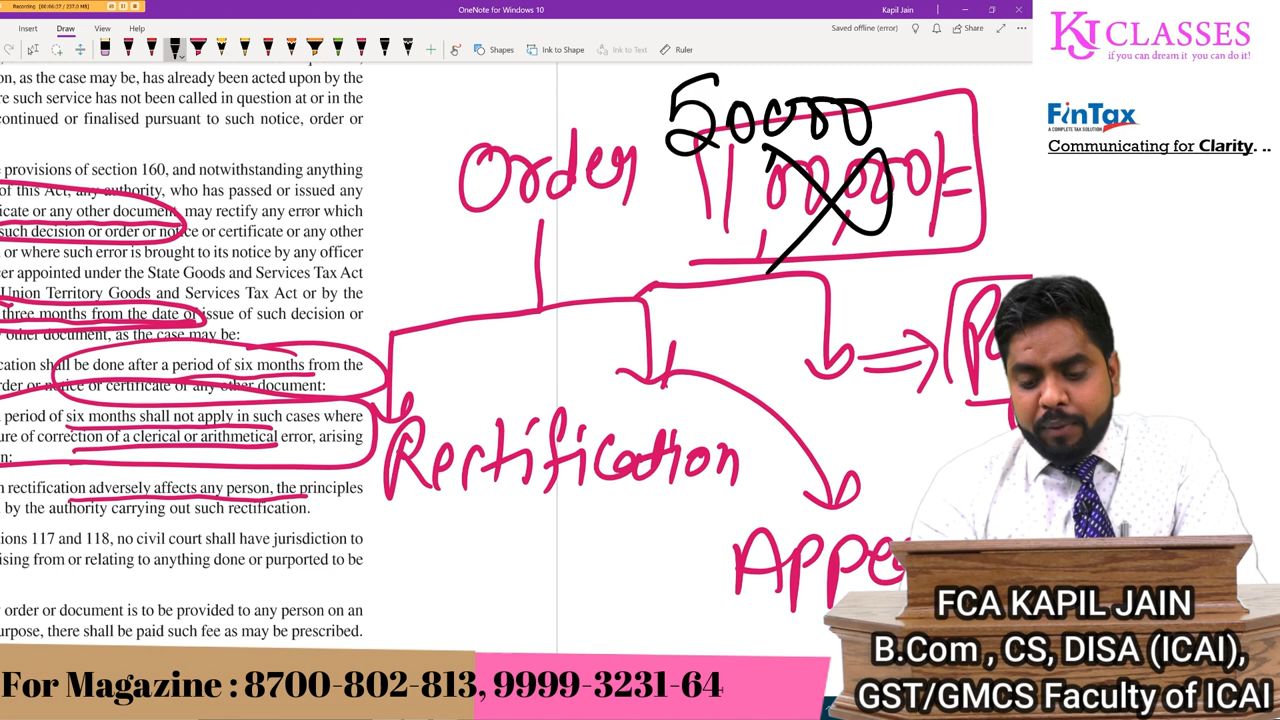 Recording: [00:06:37 / 237.0 MB]
OneNote for Windows 10
Kapil Jain
Insert Draw View Help
Saved offline (error)
Share
Shapes
Ink to Shape
Ink to Text
Ruler
on, as the case may be, has already been acted upon by the
re such service has not been called in question at or in the
continued or finalised pursuant to such notice, order or
e provisions of section 160, and notwithstanding anything
of this Act, any authority, who has passed or issued any
icate or any other document, may rectify any error which
such decision or order or notice or certificate or any other
, or where such error is brought to its notice by any officer
cer appointed under the State Goods and Services Tax Act
Union Territory Goods and Services Tax Act or by the
three months from the date of issue of such decision or
y other document, as the case may be:
cation shall be done after a period of six months from the
rder or notice or certificate or any other document:
period of six months shall not apply in such cases where
ure of correction of a clerical or arithmetical error, arising
on:
h rectification adversely affects any person, the principles
by the authority carrying out such rectification.
ions 117 and 118, no civil court shall have jurisdiction to
ising from or relating to anything done or purported to be
y order or document is to be provided to any person on an
urpose, there shall be paid such fee as may be prescribed.
Order
50000
Rectification
Appe
KJ CLASSES
if you can dream it you can do it!
FinTax
A COMPLETE TAX SOLUTION
Communicating for Clarity. ..
FCA KAPIL JAIN
B.Com , CS, DISA (ICAI),
GST/GMCS Faculty of ICAI
For Magazine : 8700-802-813, 9999-3231-64